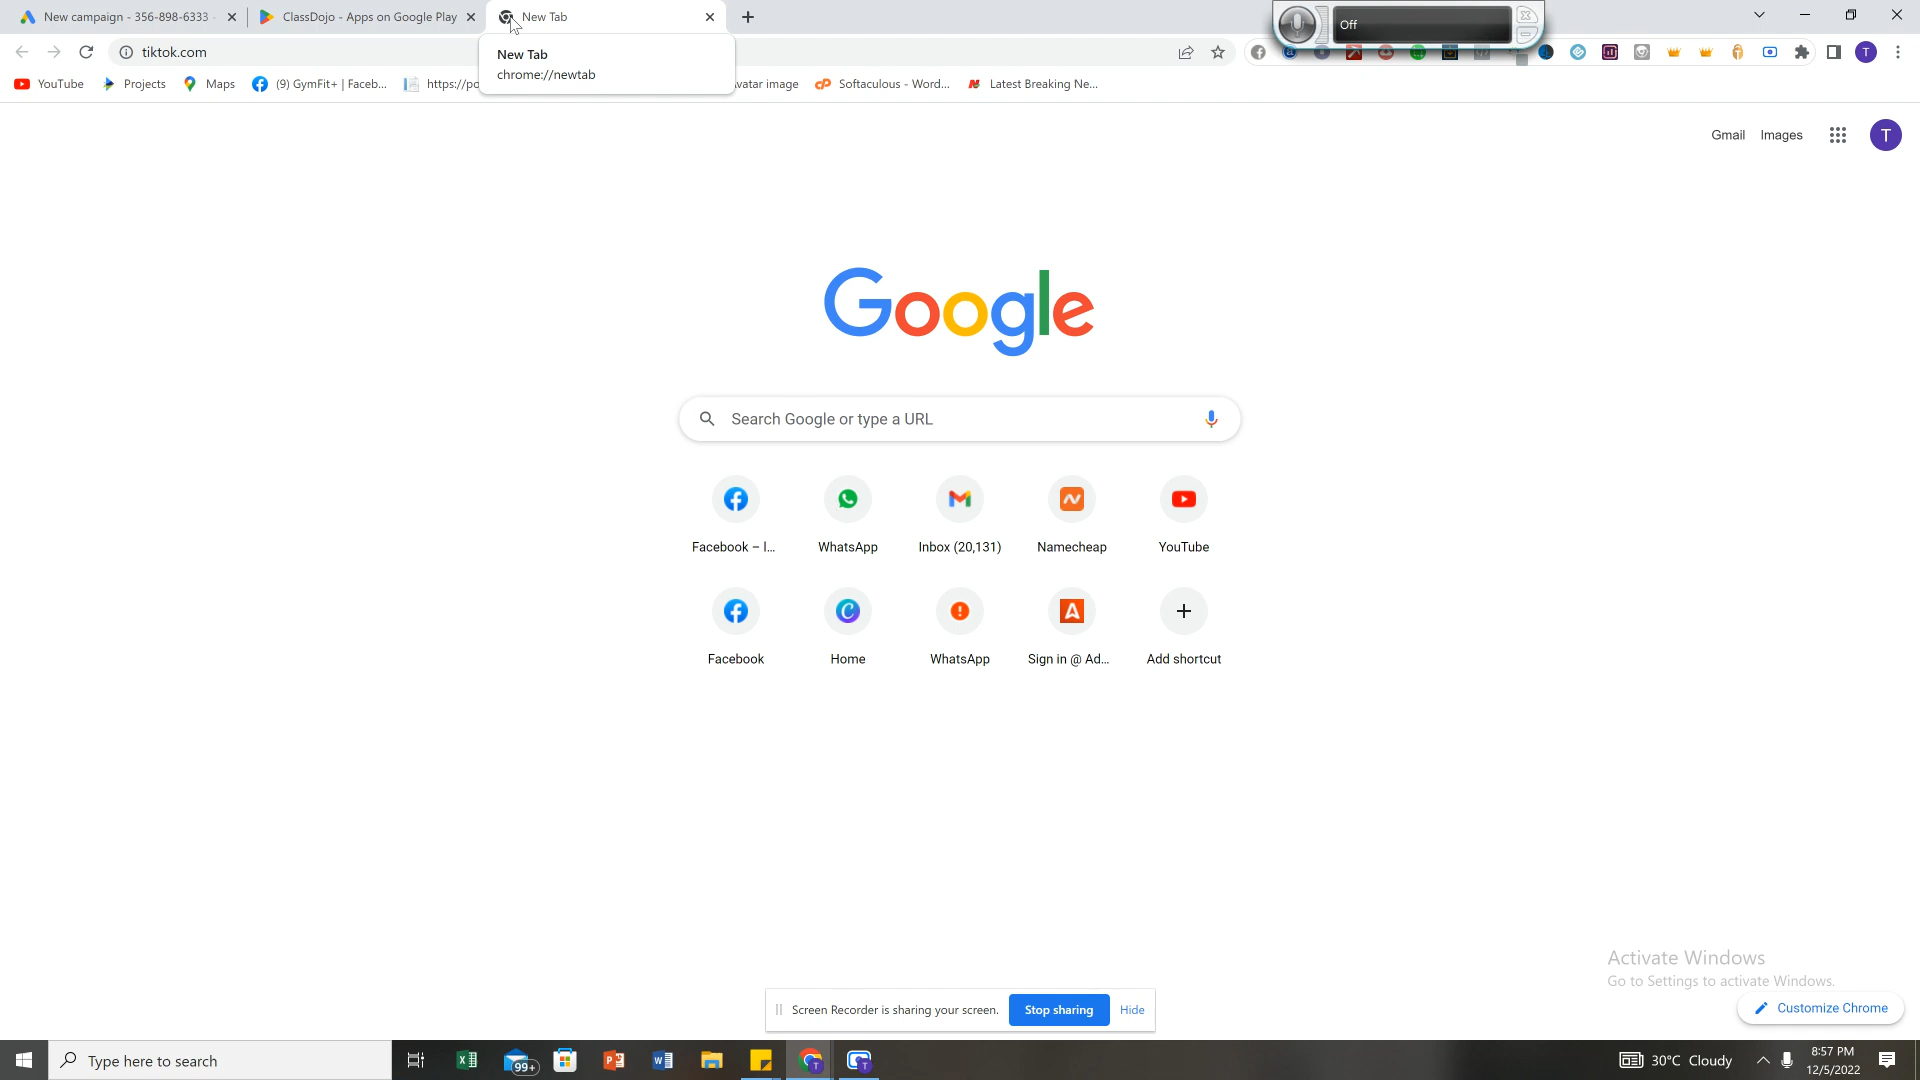 New campaign - 356-898-6333 -
ClassDojo - Apps on Google Play
New Tab
Off
tiktok.com
New Tab
chrome://newtab
YouTube
Projects
Maps
(9) GymFit+ | Faceb...
https://po
vatar image
Softaculous - Word...
Latest Breaking Ne...
Gmail
Images
T
Google
Search Google or type a URL
Facebook – l...
WhatsApp
Inbox (20,131)
Namecheap
YouTube
Facebook
Home
WhatsApp
Sign in @ Ad...
Add shortcut
Activate Windows
Go to Settings to activate Windows.
Screen Recorder is sharing your screen.
Stop sharing
Hide
Customize Chrome
Type here to search
99+
30°C Cloudy
8:57 PM
12/5/2022